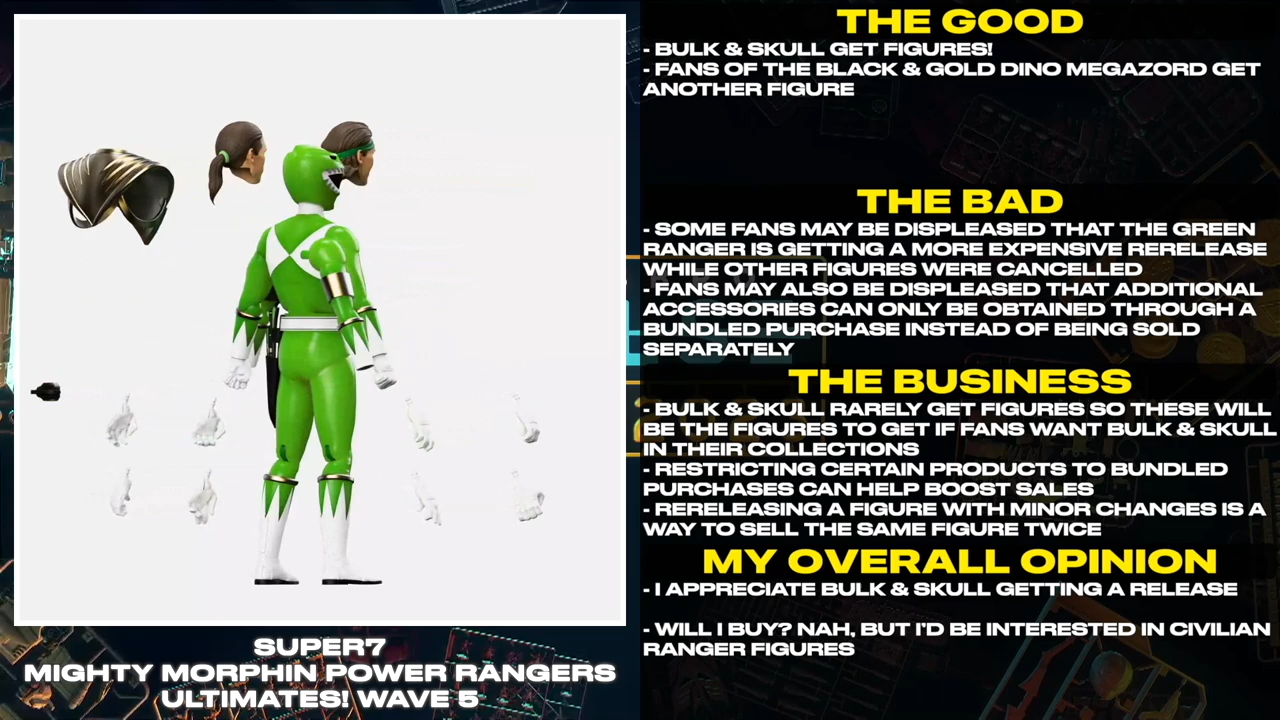 THE GOOD
- BULK & SKULL GET FIGURES!
- FANS OF THE BLACK & GOLD DINO MEGAZORD GET
ANOTHER FIGURE
THE BAD
- SOME FANS MAY BE DISPLEASED THAT THE GREEN
RANGER IS GETTING A MORE EXPENSIVE RERELEASE
WHILE OTHER FIGURES WERE CANCELLED
- FANS MAY ALSO BE DISPLEASED THAT ADDITIONAL
ACCESSORIES CAN ONLY BE OBTAINED THROUGH A
BUNDLED PURCHASE INSTEAD OF BEING SOLD
SEPARATELY
THE BUSINESS
- BULK & SKULL RARELY GET FIGURES SO THESE WILL
BE THE FIGURES TO GET IF FANS WANT BULK & SKULL
IN THEIR COLLECTIONS
- RESTRICTING CERTAIN PRODUCTS TO BUNDLED
PURCHASES CAN HELP BOOST SALES
- RERELEASING A FIGURE WITH MINOR CHANGES IS A
WAY TO SELL THE SAME FIGURE TWICE
MY OVERALL OPINION
- I APPRECIATE BULK & SKULL GETTING A RELEASE
- WILL I BUY? NAH, BUT I'D BE INTERESTED IN CIVILIAN
RANGER FIGURES
SUPER7
MIGHTY MORPHIN POWER RANGERS
ULTIMATES! WAVE 5